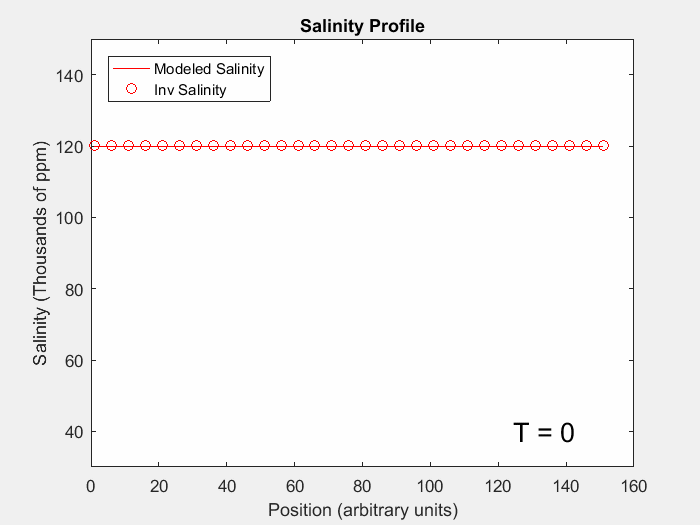 Salinity Profile
Modeled Salinity
Inv Salinity
140
120
100
80
60
40
Salinity (Thousands of ppm)
T = 0
0 20 40 60 80 100 120 140 160
Position (arbitrary units)